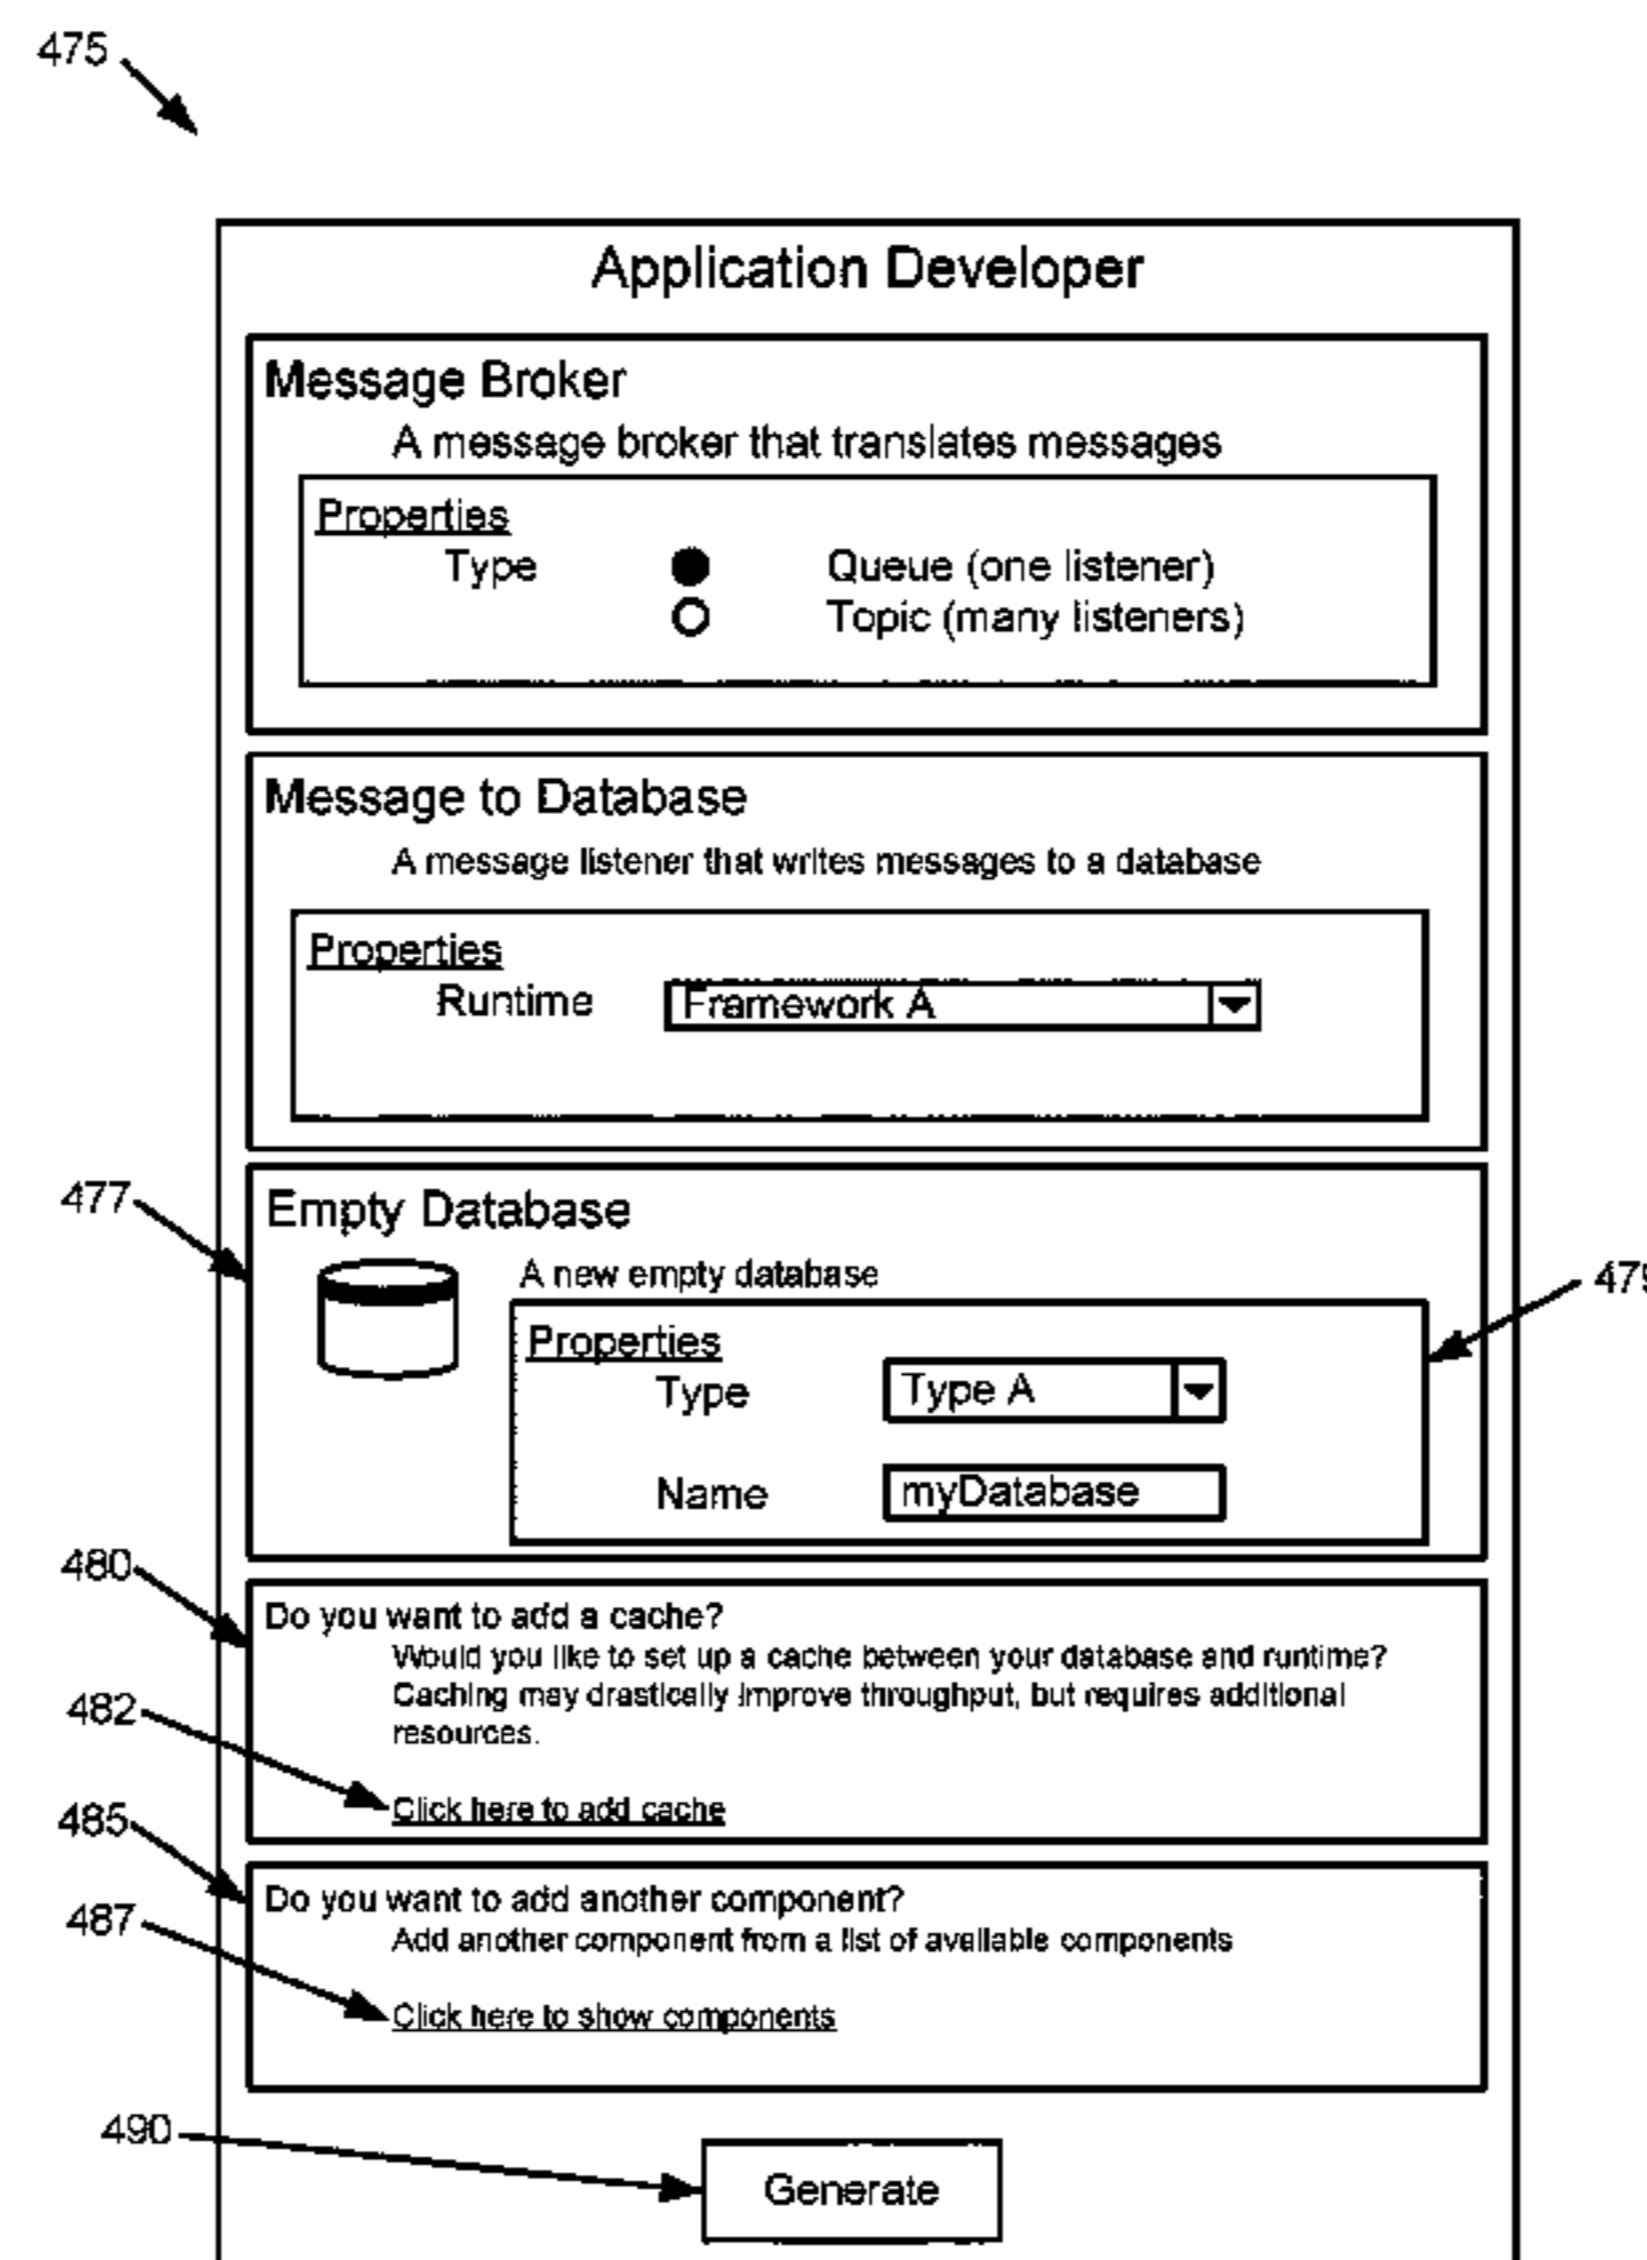 475
Application Developer
Message Broker
A message broker that translates messages
Properties
Type Queue (one listener)
Topic (many listeners)
Message to Database
A message listener that writes messages to a database
Properties
Runtime Framework A
477
Empty Database
A new empty database
Properties
Type Type A
Name myDatabase
480
Do you want to add a cache?
Would you like to set up a cache between your database and runtime?
Caching may drastically improve throughput, but requires additional
resources.
482
Click here to add cache
485
Do you want to add another component?
487
Add another component from a list of available components
Click here to show components
490
Generate